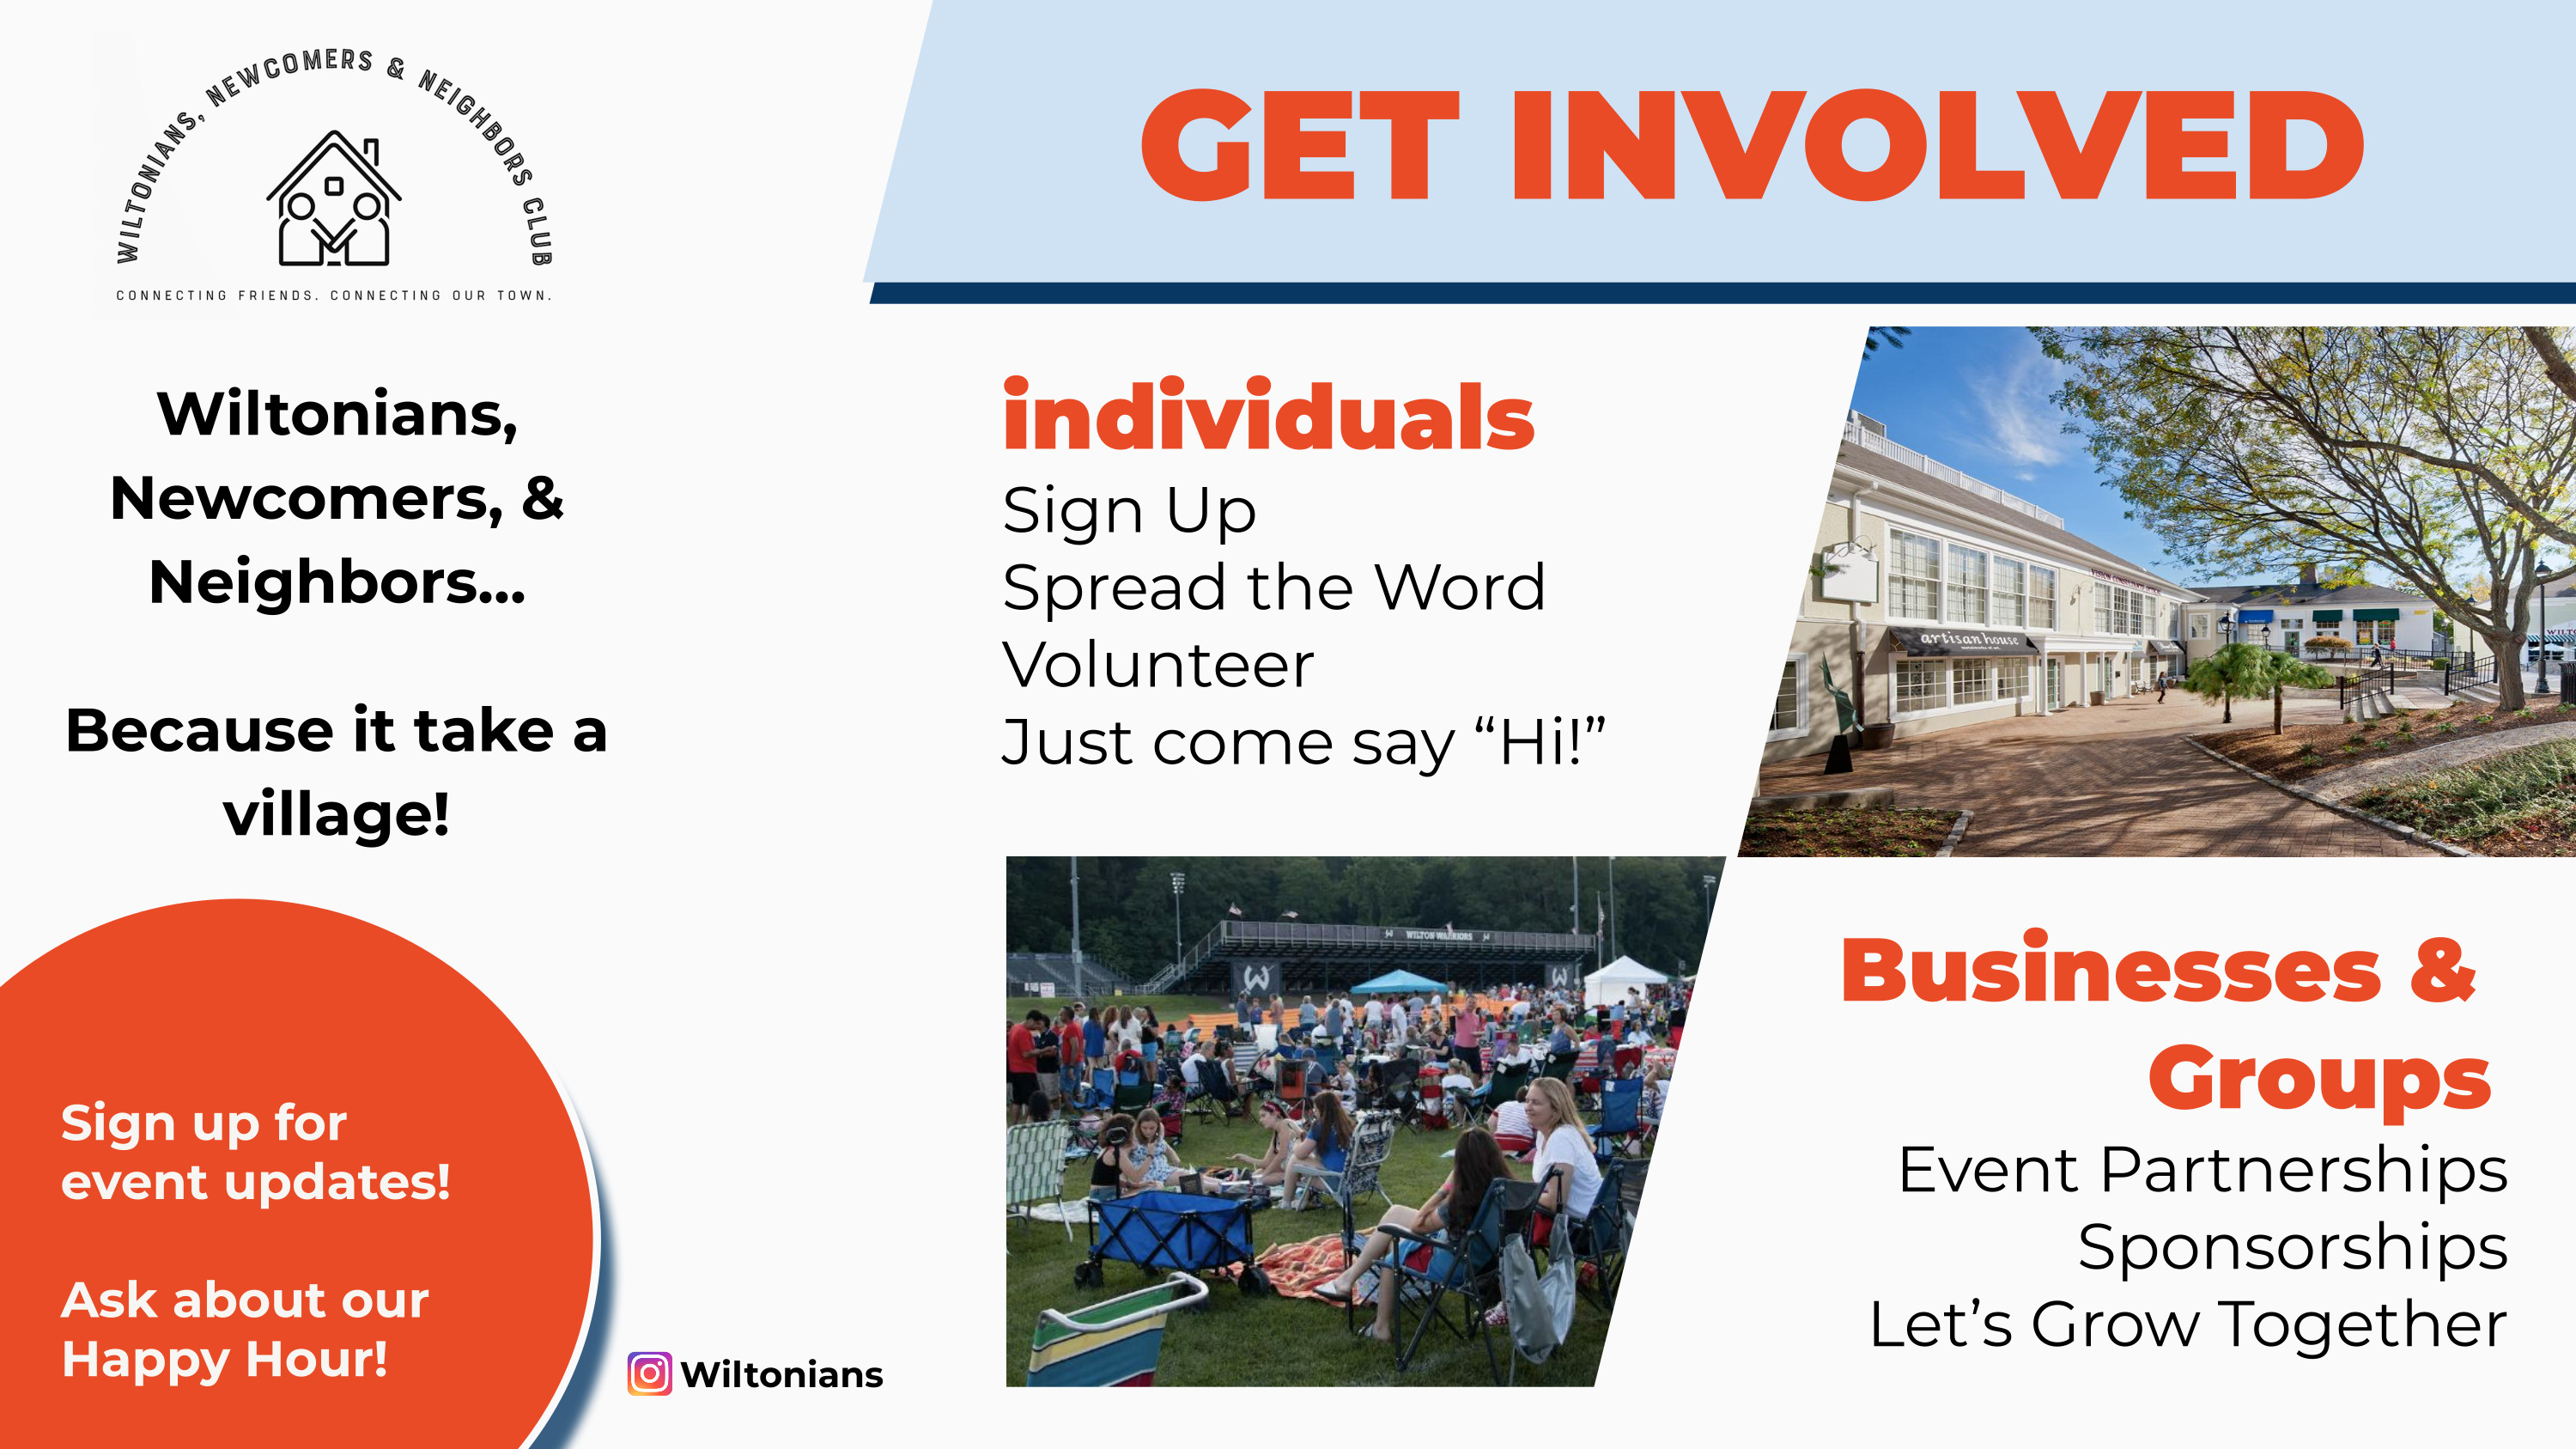 WILTONIANS, NEWCOMERS & NEIGHBORS CLUB
CONNECTING FRIENDS. CONNECTING OUR TOWN.
GET INVOLVED
Wiltonians,
Newcomers, &
Neighbors...
Because it take a
village!
Sign up for
event updates!
Ask about our
Happy Hour!
Wiltonians
individuals
Sign Up
Spread the Word
Volunteer
Just come say “Hi!”
artisan house
WILTON WARRIORS
W
W
Businesses &
Groups
Event Partnerships
Sponsorships
Let’s Grow Together